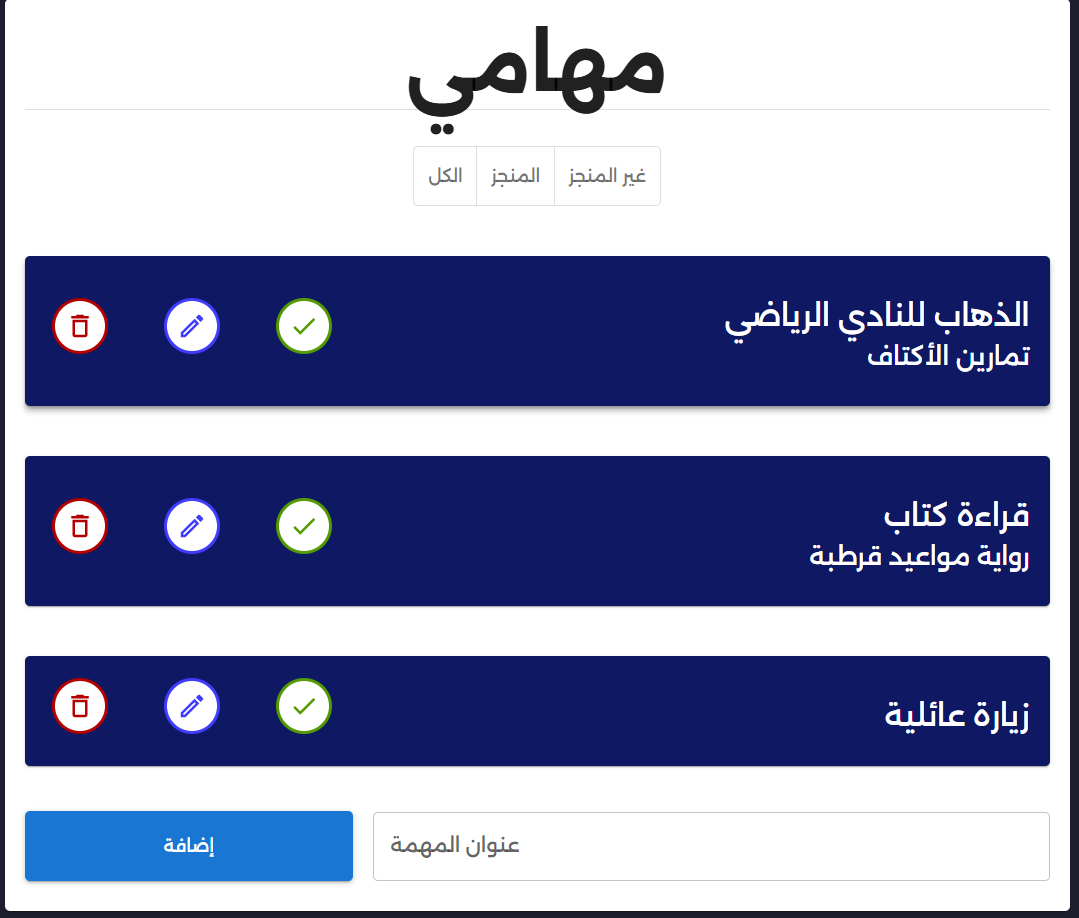 مهامي
غير المنجز
المنجز
الكل
الذهاب للنادي الرياضي
تمارين الأكتاف
قراءة كتاب
رواية مواعيد قرطبة
زيارة عائلية
عنوان المهمة
إضافة